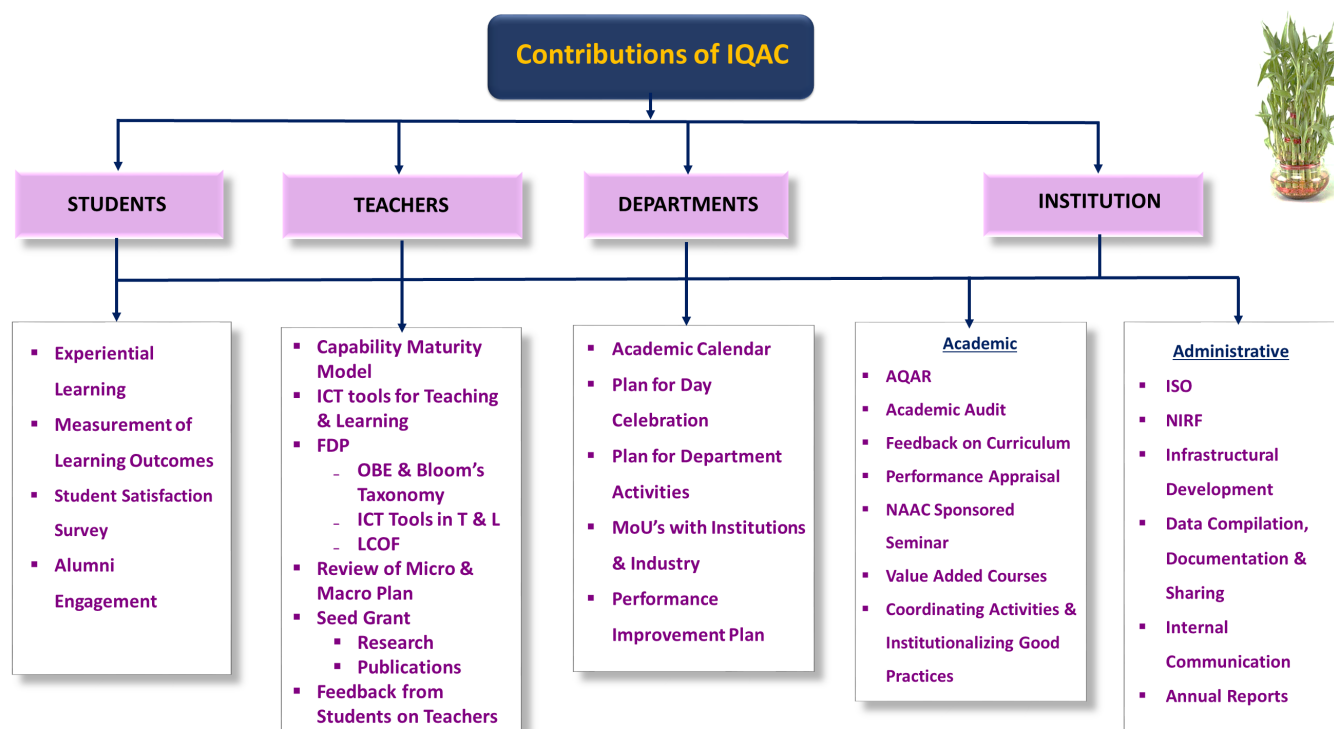 Contributions of IQAC
STUDENTS
TEACHERS
DEPARTMENTS
INSTITUTION
▪ Experiential
Learning
▪ Measurement of
Learning Outcomes
▪ Student Satisfaction
Survey
▪ Alumni
Engagement
▪ Capability Maturity
Model
▪ ICT tools for Teaching
& Learning
▪ FDP
– OBE & Bloom's
Taxonomy
– ICT Tools in T & L
– LCOF
▪ Review of Micro &
Macro Plan
▪ Seed Grant
▪ Research
▪ Publications
▪ Feedback from
Students on Teachers
▪ Academic Calendar
▪ Plan for Day
Celebration
▪ Plan for Department
Activities
▪ MoU's with Institutions
& Industry
▪ Performance
Improvement Plan
Academic
▪ AQAR
▪ Academic Audit
▪ Feedback on Curriculum
▪ Performance Appraisal
▪ NAAC Sponsored
Seminar
▪ Value Added Courses
▪ Coordinating Activities &
Institutionalizing Good
Practices
Administrative
▪ ISO
▪ NIRF
▪ Infrastructural
Development
▪ Data Compilation,
Documentation &
Sharing
▪ Internal
Communication
▪ Annual Reports